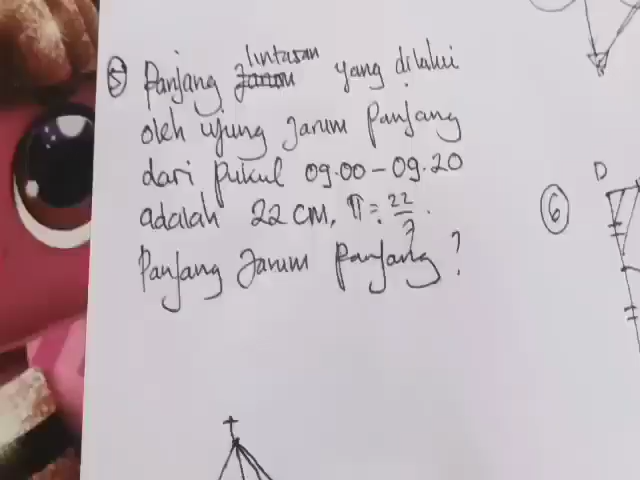 5 Panjang lintasan yang dilalui
oleh ujung Jarum Panjang
dari pukul 09.00 - 09.20
adalah 22 CM, π = 22/7.
Panjang Jarum panjang?
6
D
t